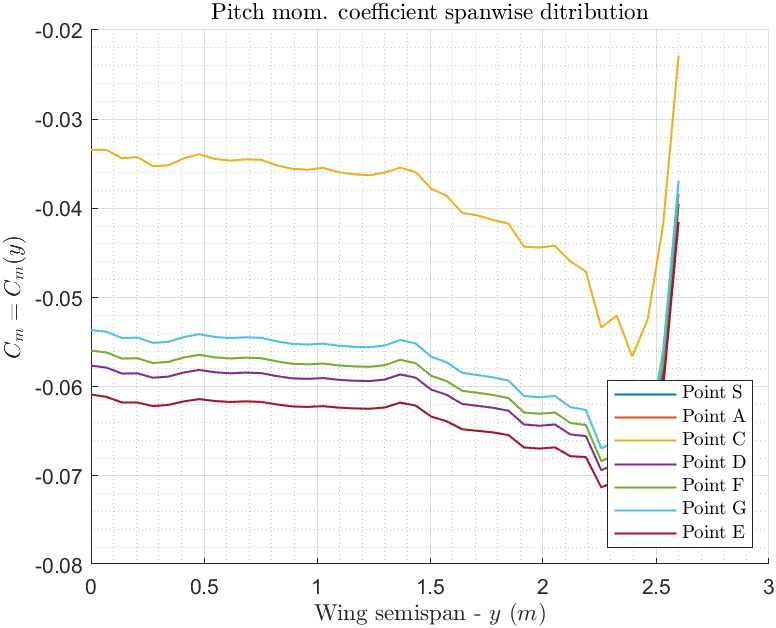 Pitch mom. coefficient spanwise ditribution
-0.02
-0.03
-0.04
-0.05
-0.06
-0.07
-0.08
C_m = C_m(y)
Point S
Point A
Point C
Point D
Point F
Point G
Point E
0 0.5 1 1.5 2 2.5 3
Wing semispan - y (m)